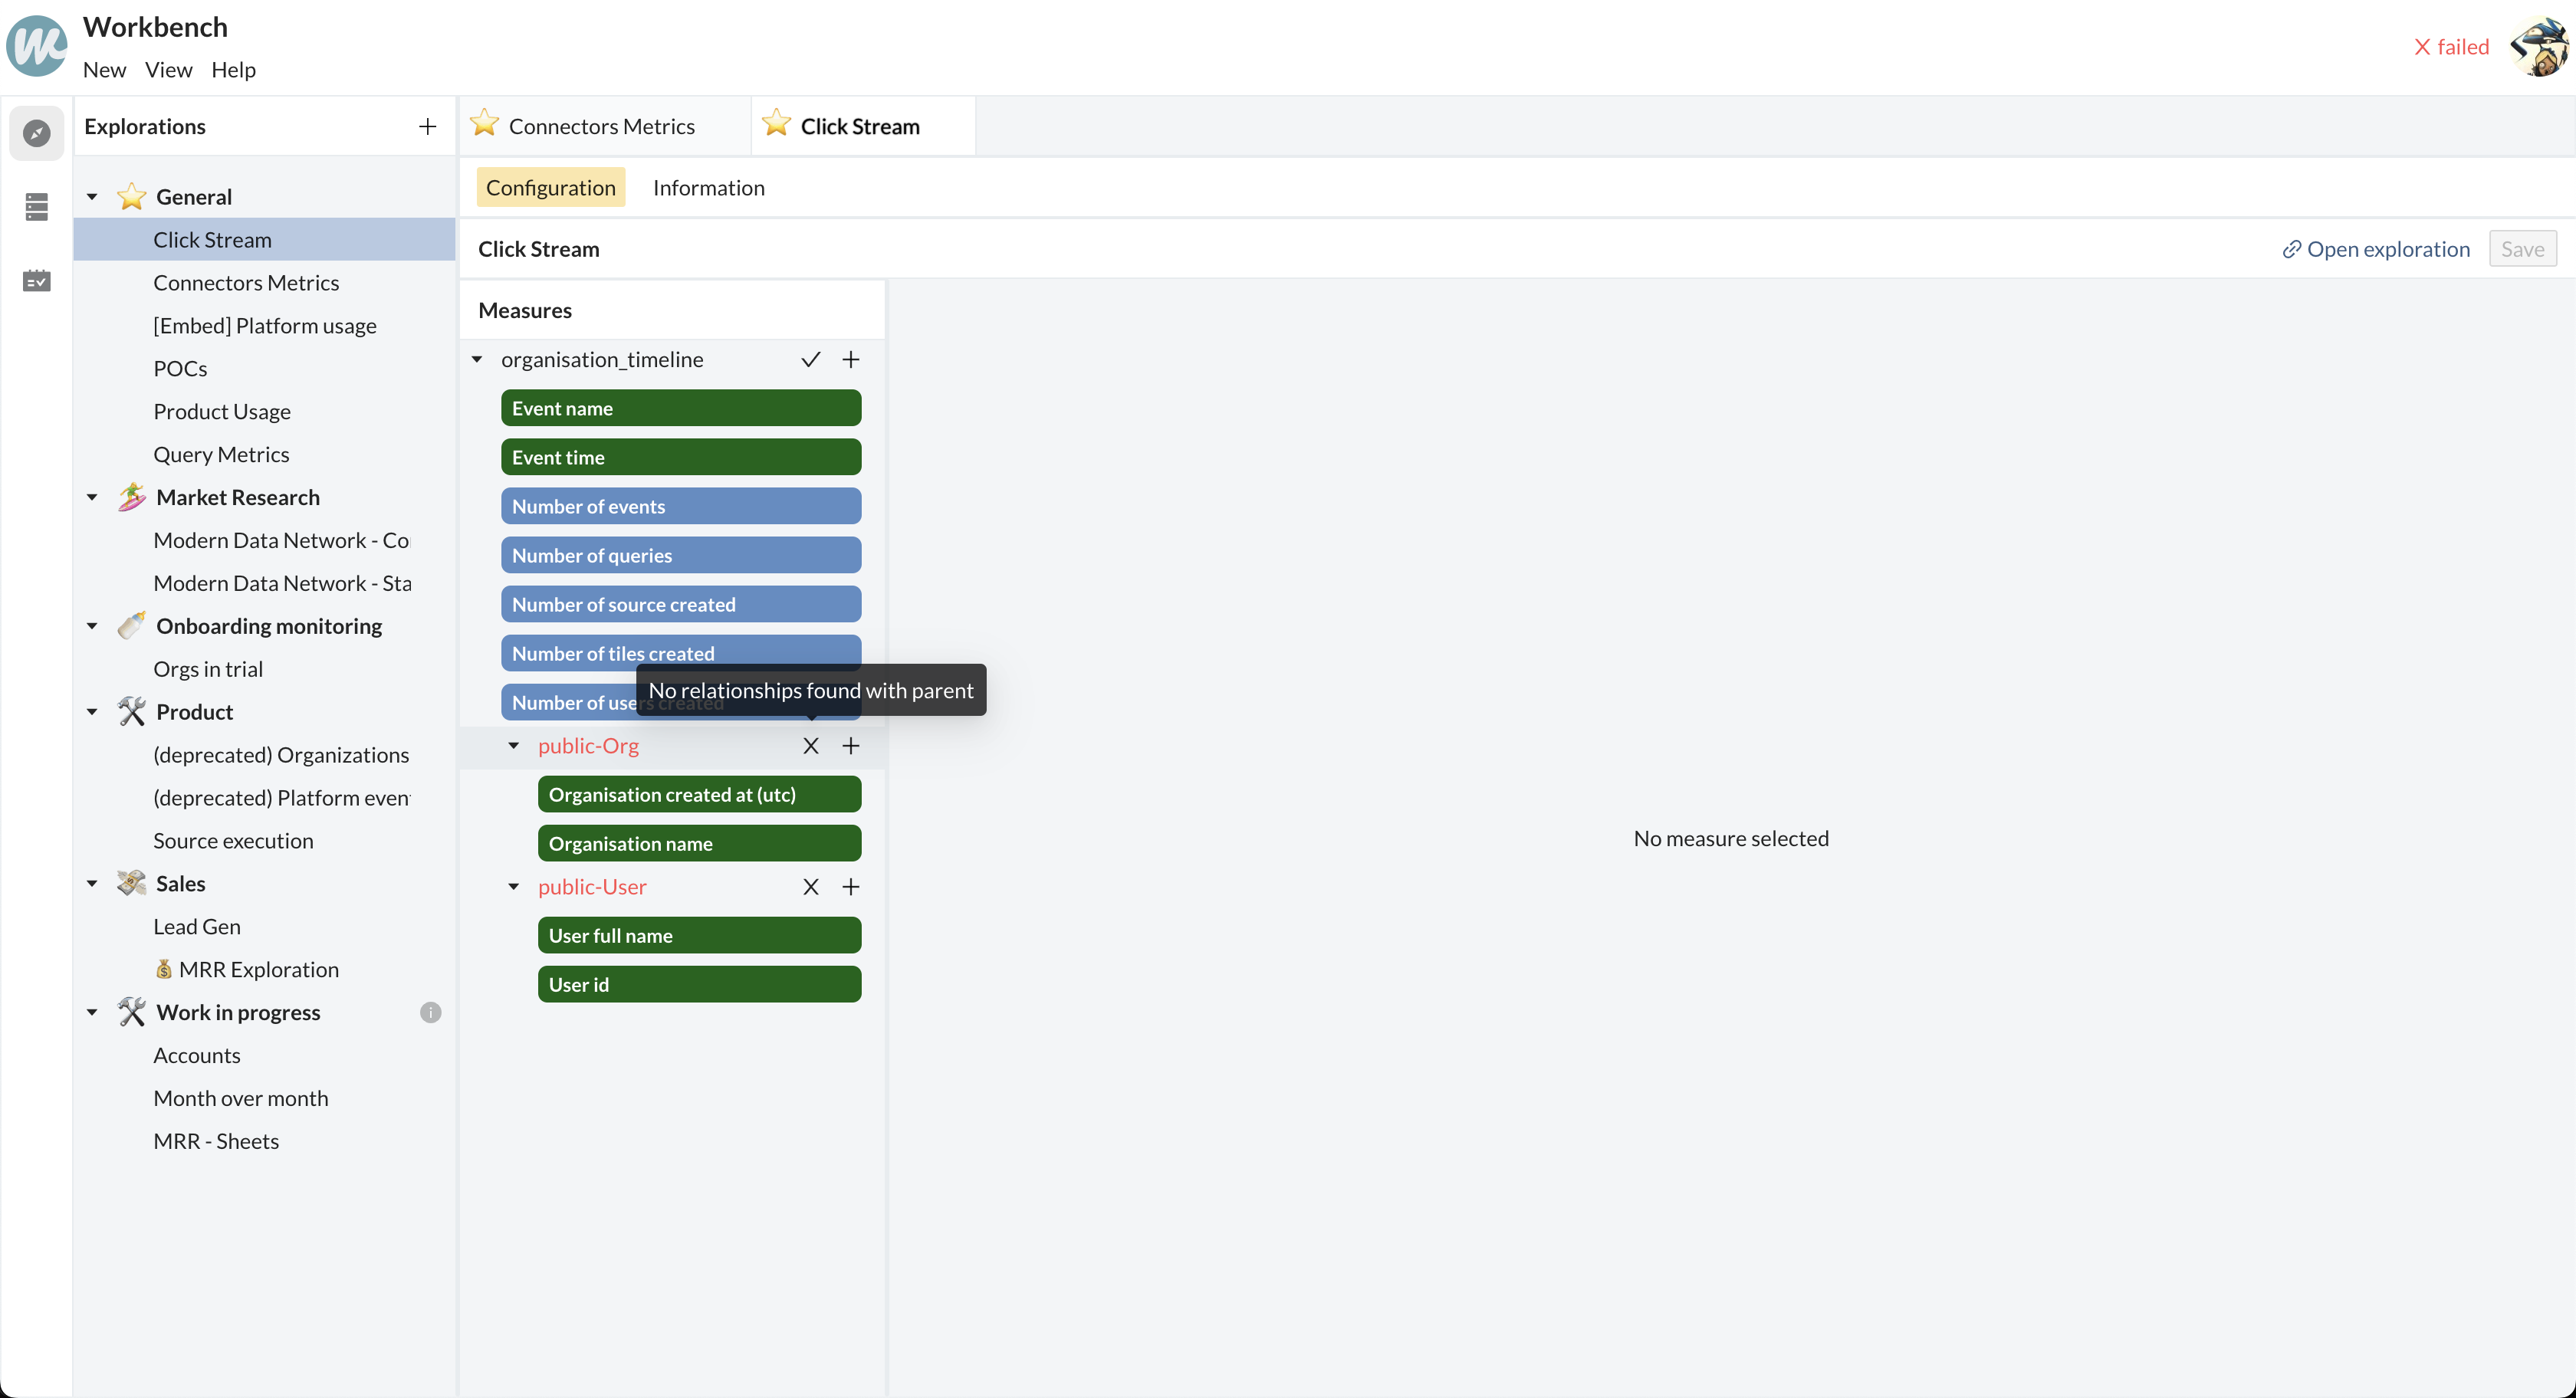 Workbench
New View Help
X failed
Explorations
Connectors Metrics
Click Stream
General
Click Stream
Connectors Metrics
[Embed] Platform usage
POCs
Product Usage
Query Metrics
Market Research
Modern Data Network - Co
Modern Data Network - Sta
Onboarding monitoring
Orgs in trial
Product
(deprecated) Organizations
(deprecated) Platform even
Source execution
Sales
Lead Gen
MRR Exploration
Work in progress
Accounts
Month over month
MRR - Sheets
Configuration Information
Click Stream
Open exploration Save
Measures
organisation_timeline
Event name
Event time
Number of events
Number of queries
Number of source created
Number of tiles created
No relationships found with parent
Number of users created
public-Org
Organisation created at (utc)
Organisation name
public-User
User full name
User id
No measure selected